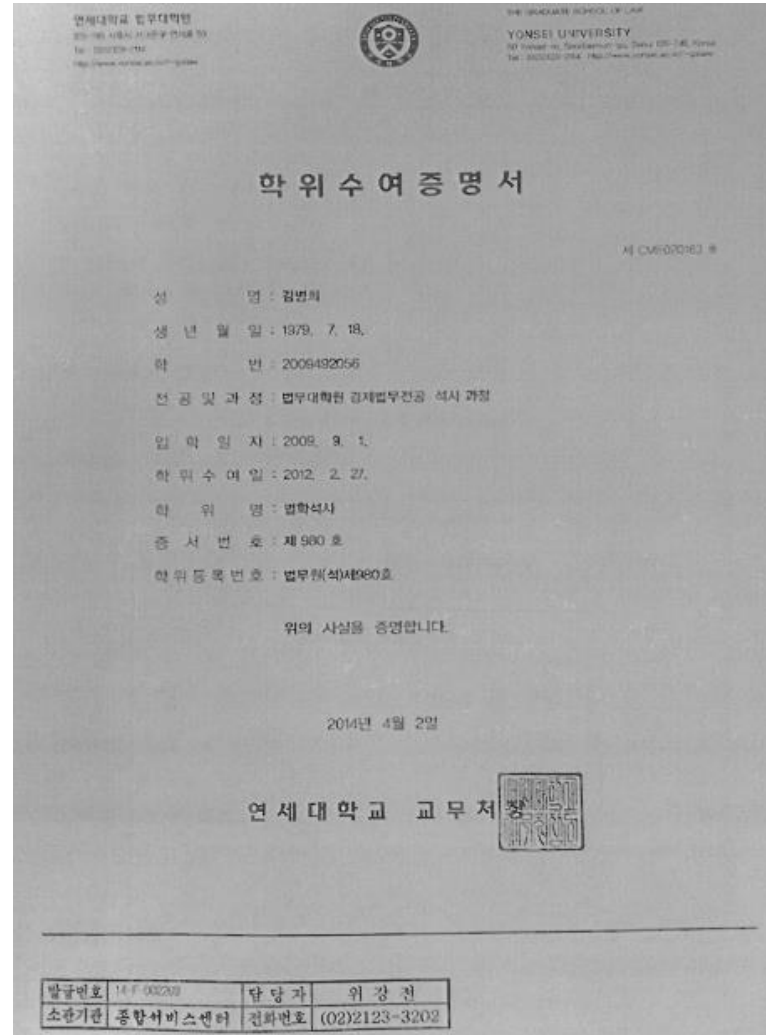 연세대학교 법무대학원
THE GRADUATE SCHOOL OF LAW
YONSEI UNIVERSITY
학위수여증명서
성 명 : 김병희
생 년 월 일 : 1979. 7. 18.
학 번 : 2009492056
전 공 및 과 정 : 법무대학원 경제법무전공 석사 과정
입 학 일 자 : 2009. 9. 1.
학 위 수 여 일 : 2012. 2. 27.
학 위 명 : 법학석사
증 서 번 호 : 제 980 호
학 위 등 록 번 호 : 법무원(석)제980호
위의 사실을 증명합니다.
2014년 4월 2일
연세대학교 교무처장
발급번호 담 당 자 위 강 전
소관기관 종합서비스센터 전화번호 (02)2123-3202